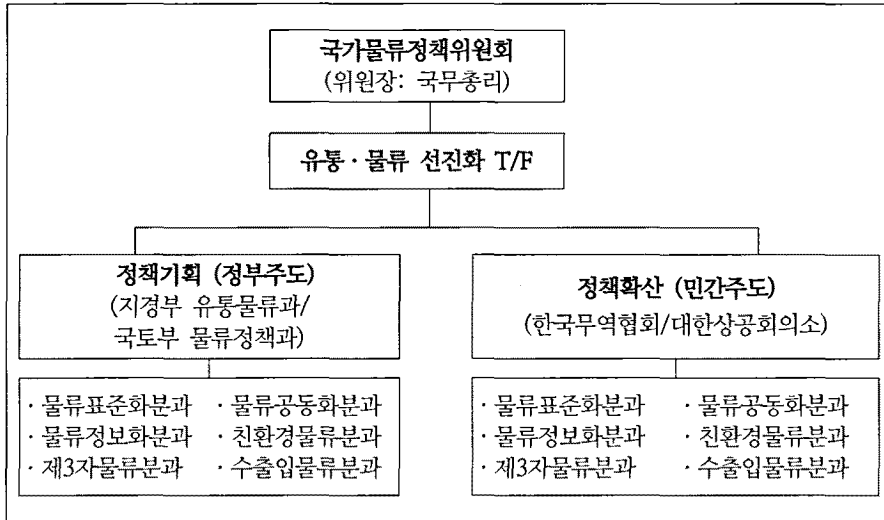 국가물류정책위원회
(위원장: 국무총리)
유통·물류 선진화 T/F
정책기획 (정부주도)
(지경부 유통물류과/
국토부 물류정책과)
정책확산 (민간주도)
(한국무역협회/대한상공회의소)
· 물류표준화분과 · 물류공동화분과
· 물류정보화분과 · 친환경물류분과
· 제3자물류분과 · 수출입물류분과
· 물류표준화분과 · 물류공동화분과
· 물류정보화분과 · 친환경물류분과
· 제3자물류분과 · 수출입물류분과